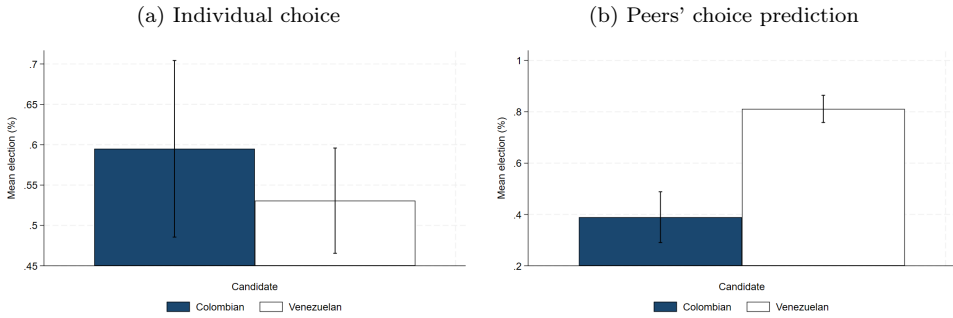 (a) Individual choice
Mean election (%)
.7
.65
.6
.55
.5
.45
Candidate
Colombian Venezuelan
(b) Peers' choice prediction
Mean election (%)
1
.8
.6
.4
.2
Candidate
Colombian Venezuelan